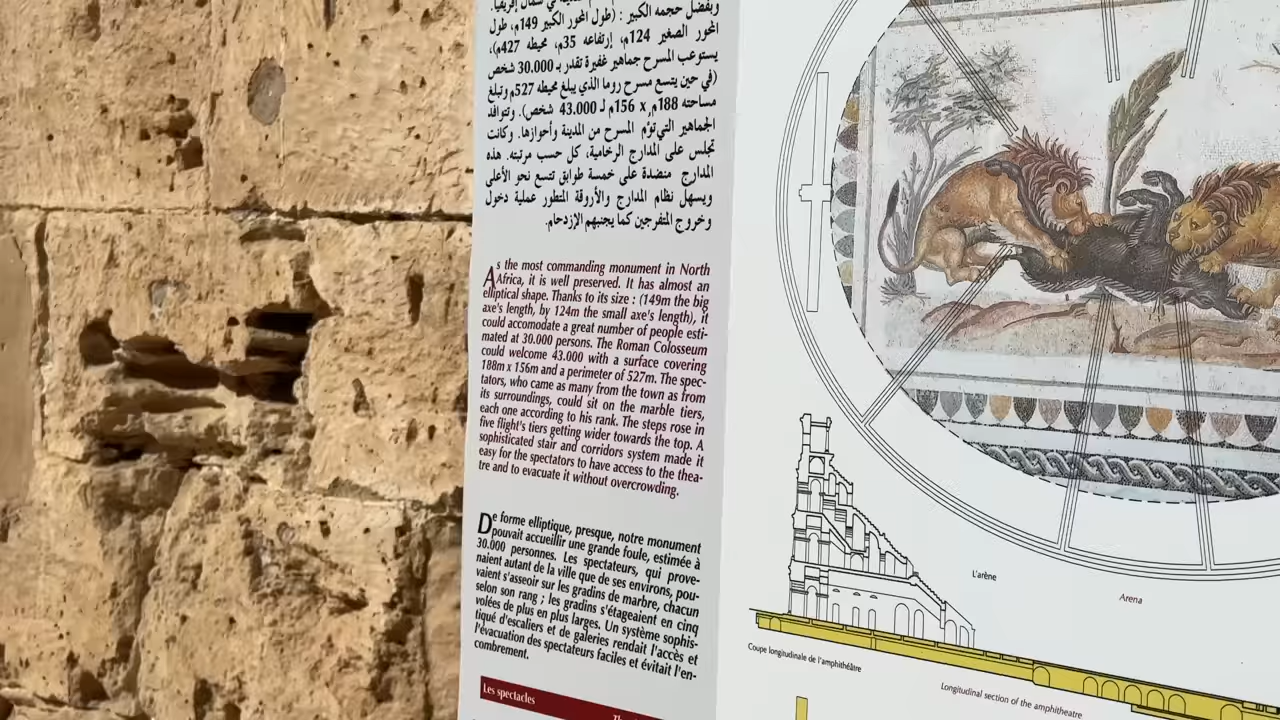 وبفضل حجمه الكبير : (طول المحور الكبير 149م، طول
المحور الصغير 124م، إرتفاعه 35م، محيطه 427م)،
يستوعب المسرح جماهير غفيرة تقدر بـ 30.000 شخص
(في حين يتسع مسرح روما الذي يبلغ محيطه 527م وتبلغ
مساحته 188م x 156م لـ 43.000 شخص). وتتوافد
الجماهير التي تؤم المسرح من المدينة وأحوازها. وكانت
تجلس على المدارج الرخامية، كل حسب مرتبته. هذه
المدارج منضدة على خمسة طوابق تتسع نحو الأعلى
ويسهل نظام المدارج والأروقة المتطور عملية دخول
وخروج المتفرجين كما يجنبهم الإزدحام.
As the most commanding monument in North
Africa, it is well preserved. It has almost an
elliptical shape. Thanks to its size : (149m the big
axe's length, by 124m the small axe's length), it
could accomodate a great number of people esti-
mated at 30.000 persons. The Roman Colosseum
could welcome 43.000 with a surface covering
188m x 156m and a perimeter of 527m. The spec-
tators, who came as many from the town as from
its surroundings, could sit on the marble tiers,
each one according to his rank. The steps rose in
five flight's tiers getting wider towards the top. A
sophisticated stair and corridors system made it
easy for the spectators to have access to the thea-
tre and to evacuate it without overcrowding.
De forme elliptique, presque, notre monument
pouvait accueillir une grande foule, estimée à
30.000 personnes. Les spectateurs, qui prove-
naient autant de la ville que de ses environs, pou-
vaient s'asseoir sur les gradins de marbre, chacun
selon son rang ; les gradins s'étageaient en cinq
volées de plus en plus larges. Un système sophis-
tiqué d'escaliers et de galeries rendait l'accès et
l'évacuation des spectateurs faciles et évitait l'en-
combrement.
Les spectacles
L'arène
Arena
Coupe longitudinale de l'amphithéâtre
Longitudinal section of the amphitheatre